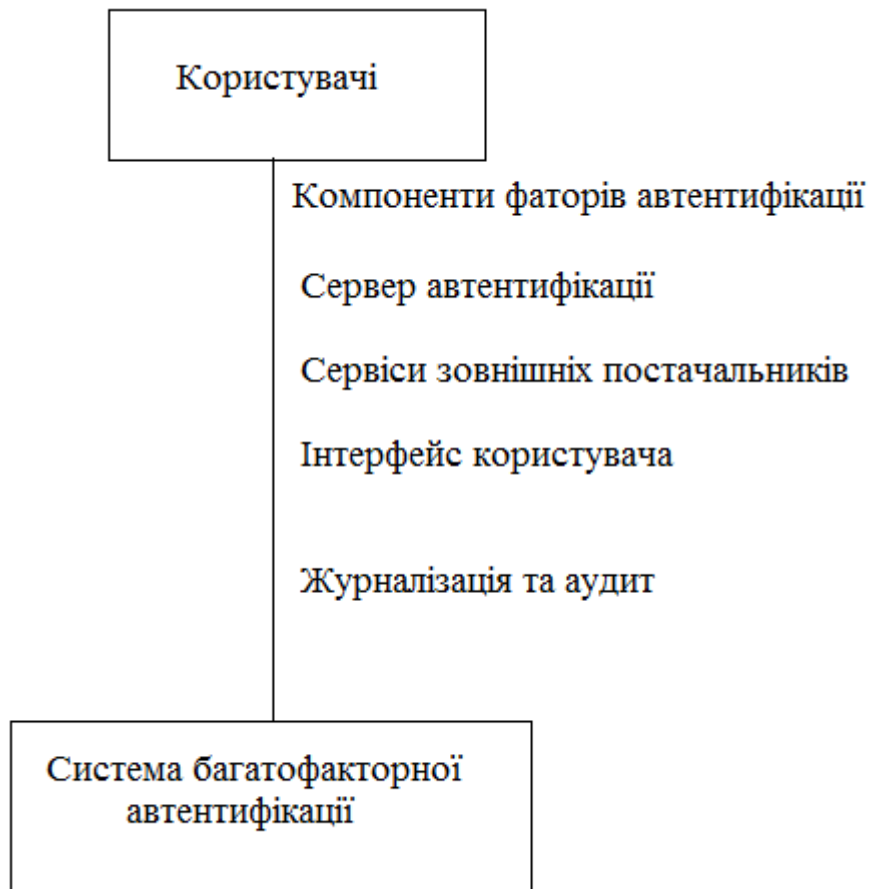 Користувачі
Компоненти фаторів автентифікації
Сервер автентифікації
Сервіси зовнішніх постачальників
Інтерфейс користувача
Журналізація та аудит
Система багатофакторної
автентифікації